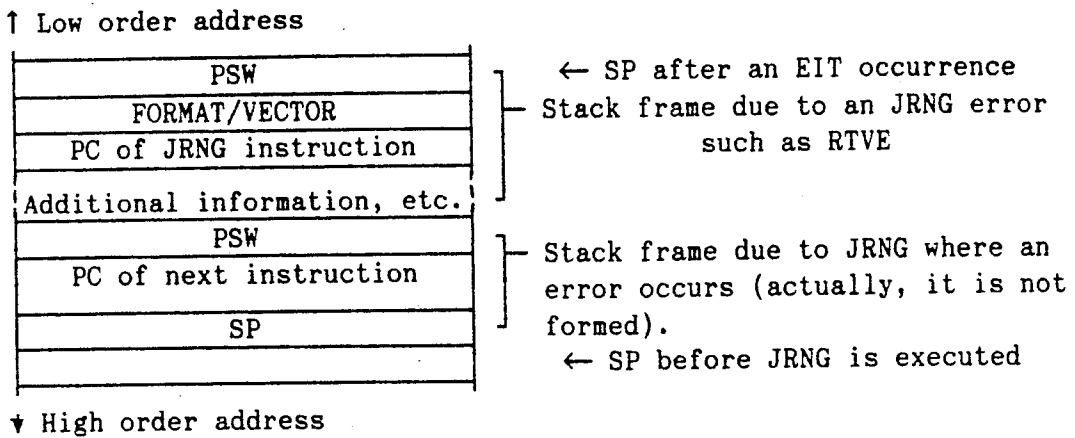 ↑ Low order address
PSW
← SP after an EIT occurrence
FORMAT/VECTOR
Stack frame due to an JRNG error
PC of JRNG instruction
such as RTVE
Additional information, etc.
PSW
Stack frame due to JRNG where an
PC of next instruction
error occurs (actually, it is not
formed).
SP
← SP before JRNG is executed
↓ High order address